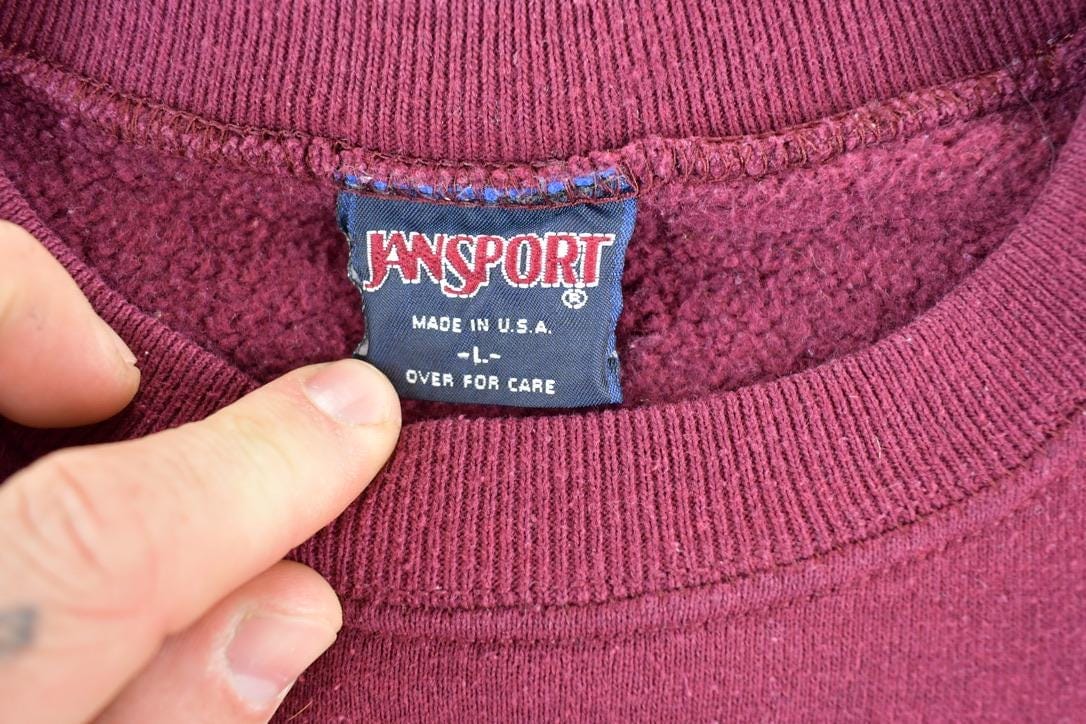 JANSPORT®
MADE IN U.S.A.
-L-
OVER FOR CARE